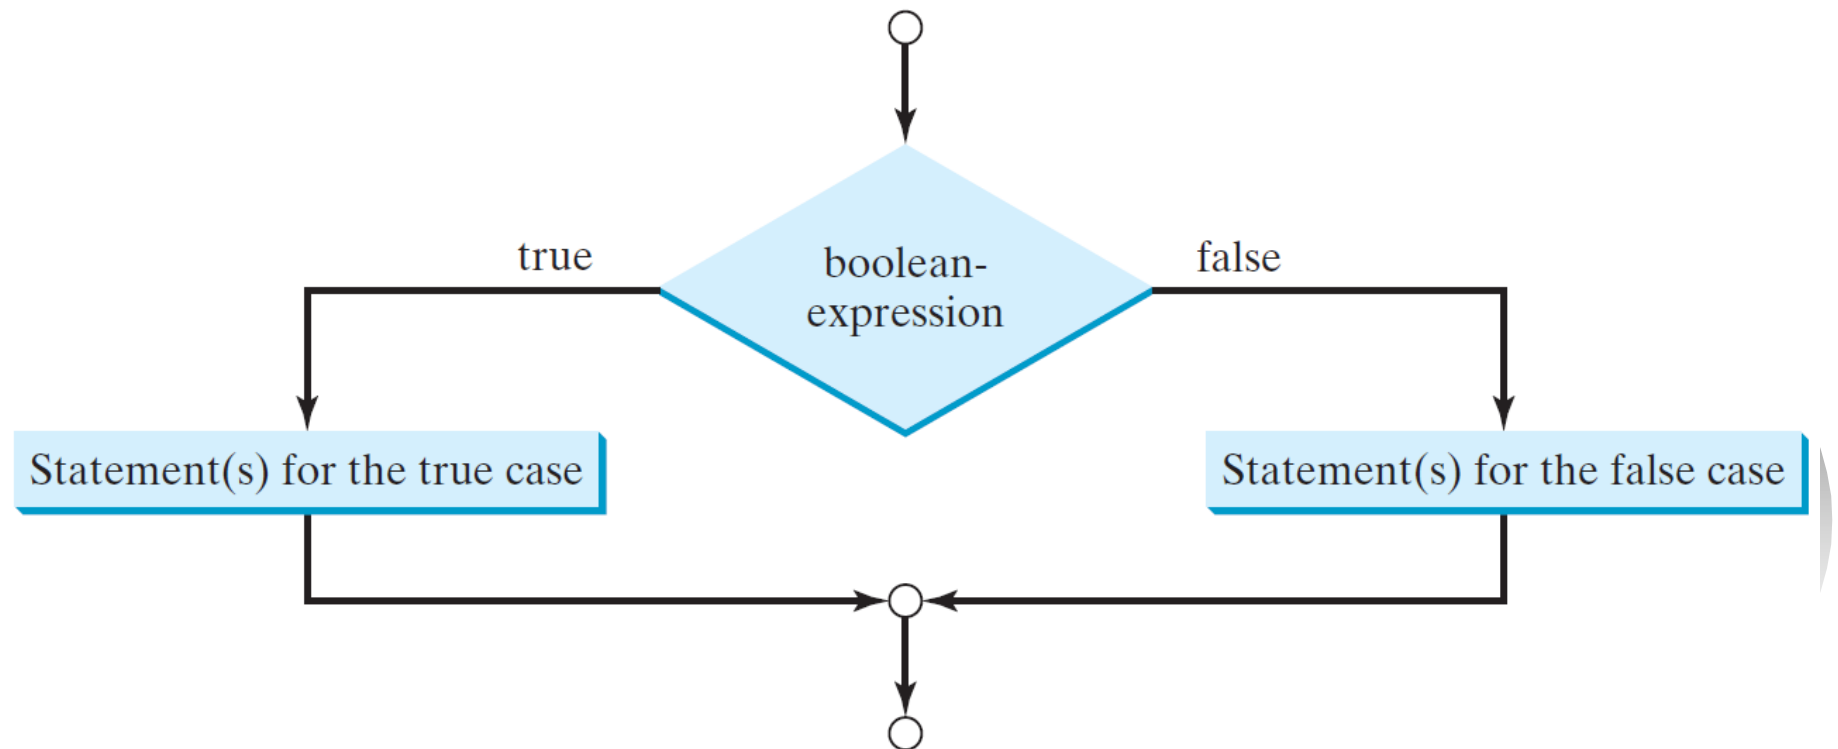 true
boolean-
expression
false
Statement(s) for the true case
Statement(s) for the false case